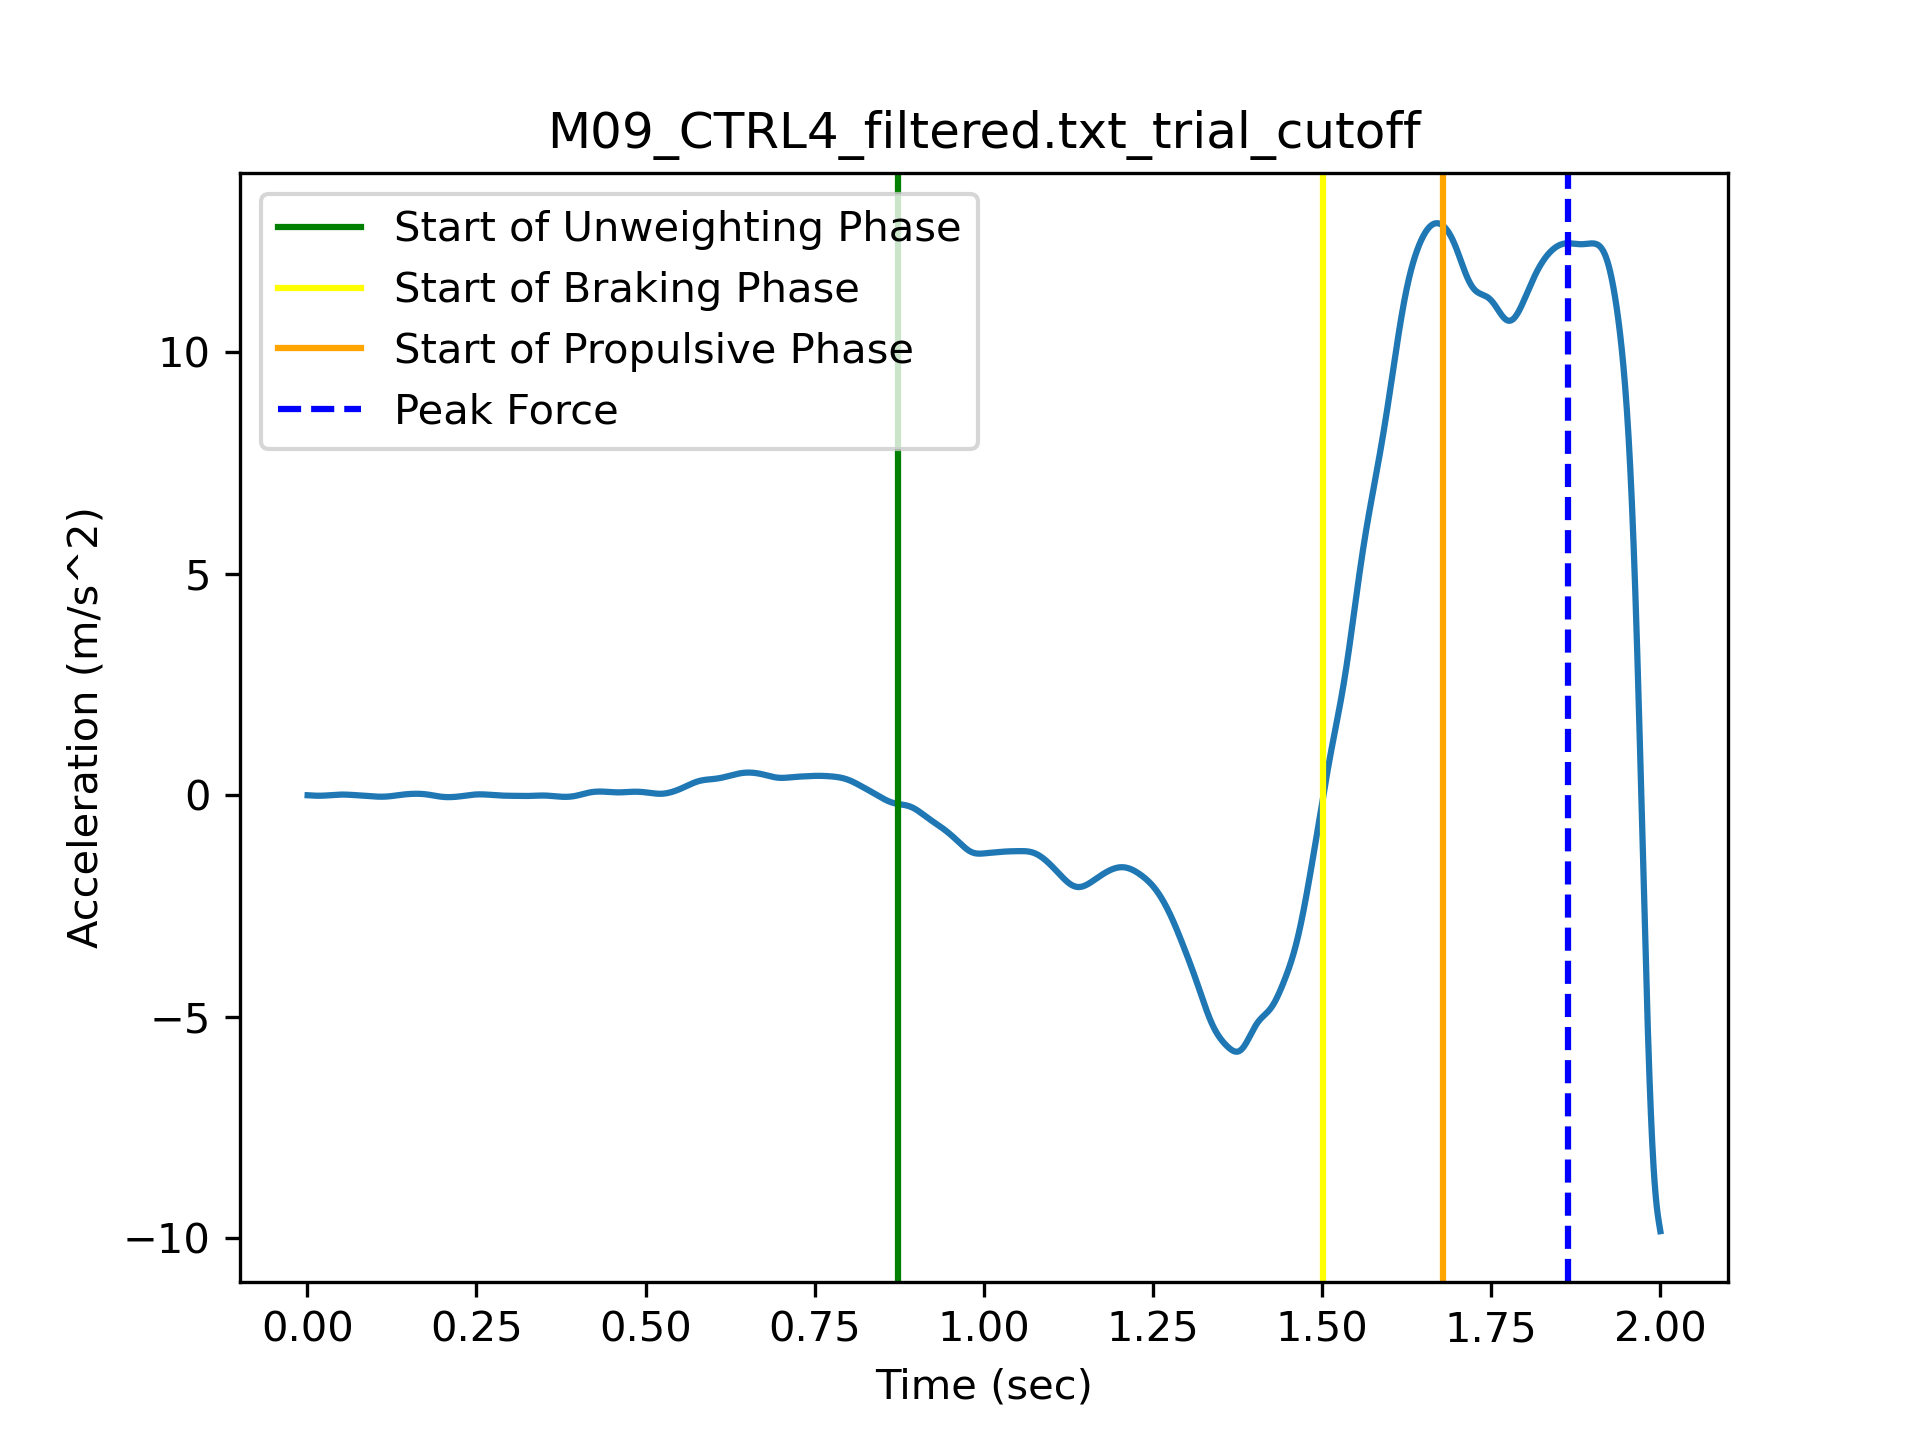 M09_CTRL4_filtered.txt_trial_cutoff
Start of Unweighting Phase
Start of Braking Phase
Start of Propulsive Phase
Peak Force
Acceleration (m/s^2)
10
5
0
−5
−10
0.00 0.25 0.50 0.75 1.00 1.25 1.50 1.75 2.00
Time (sec)